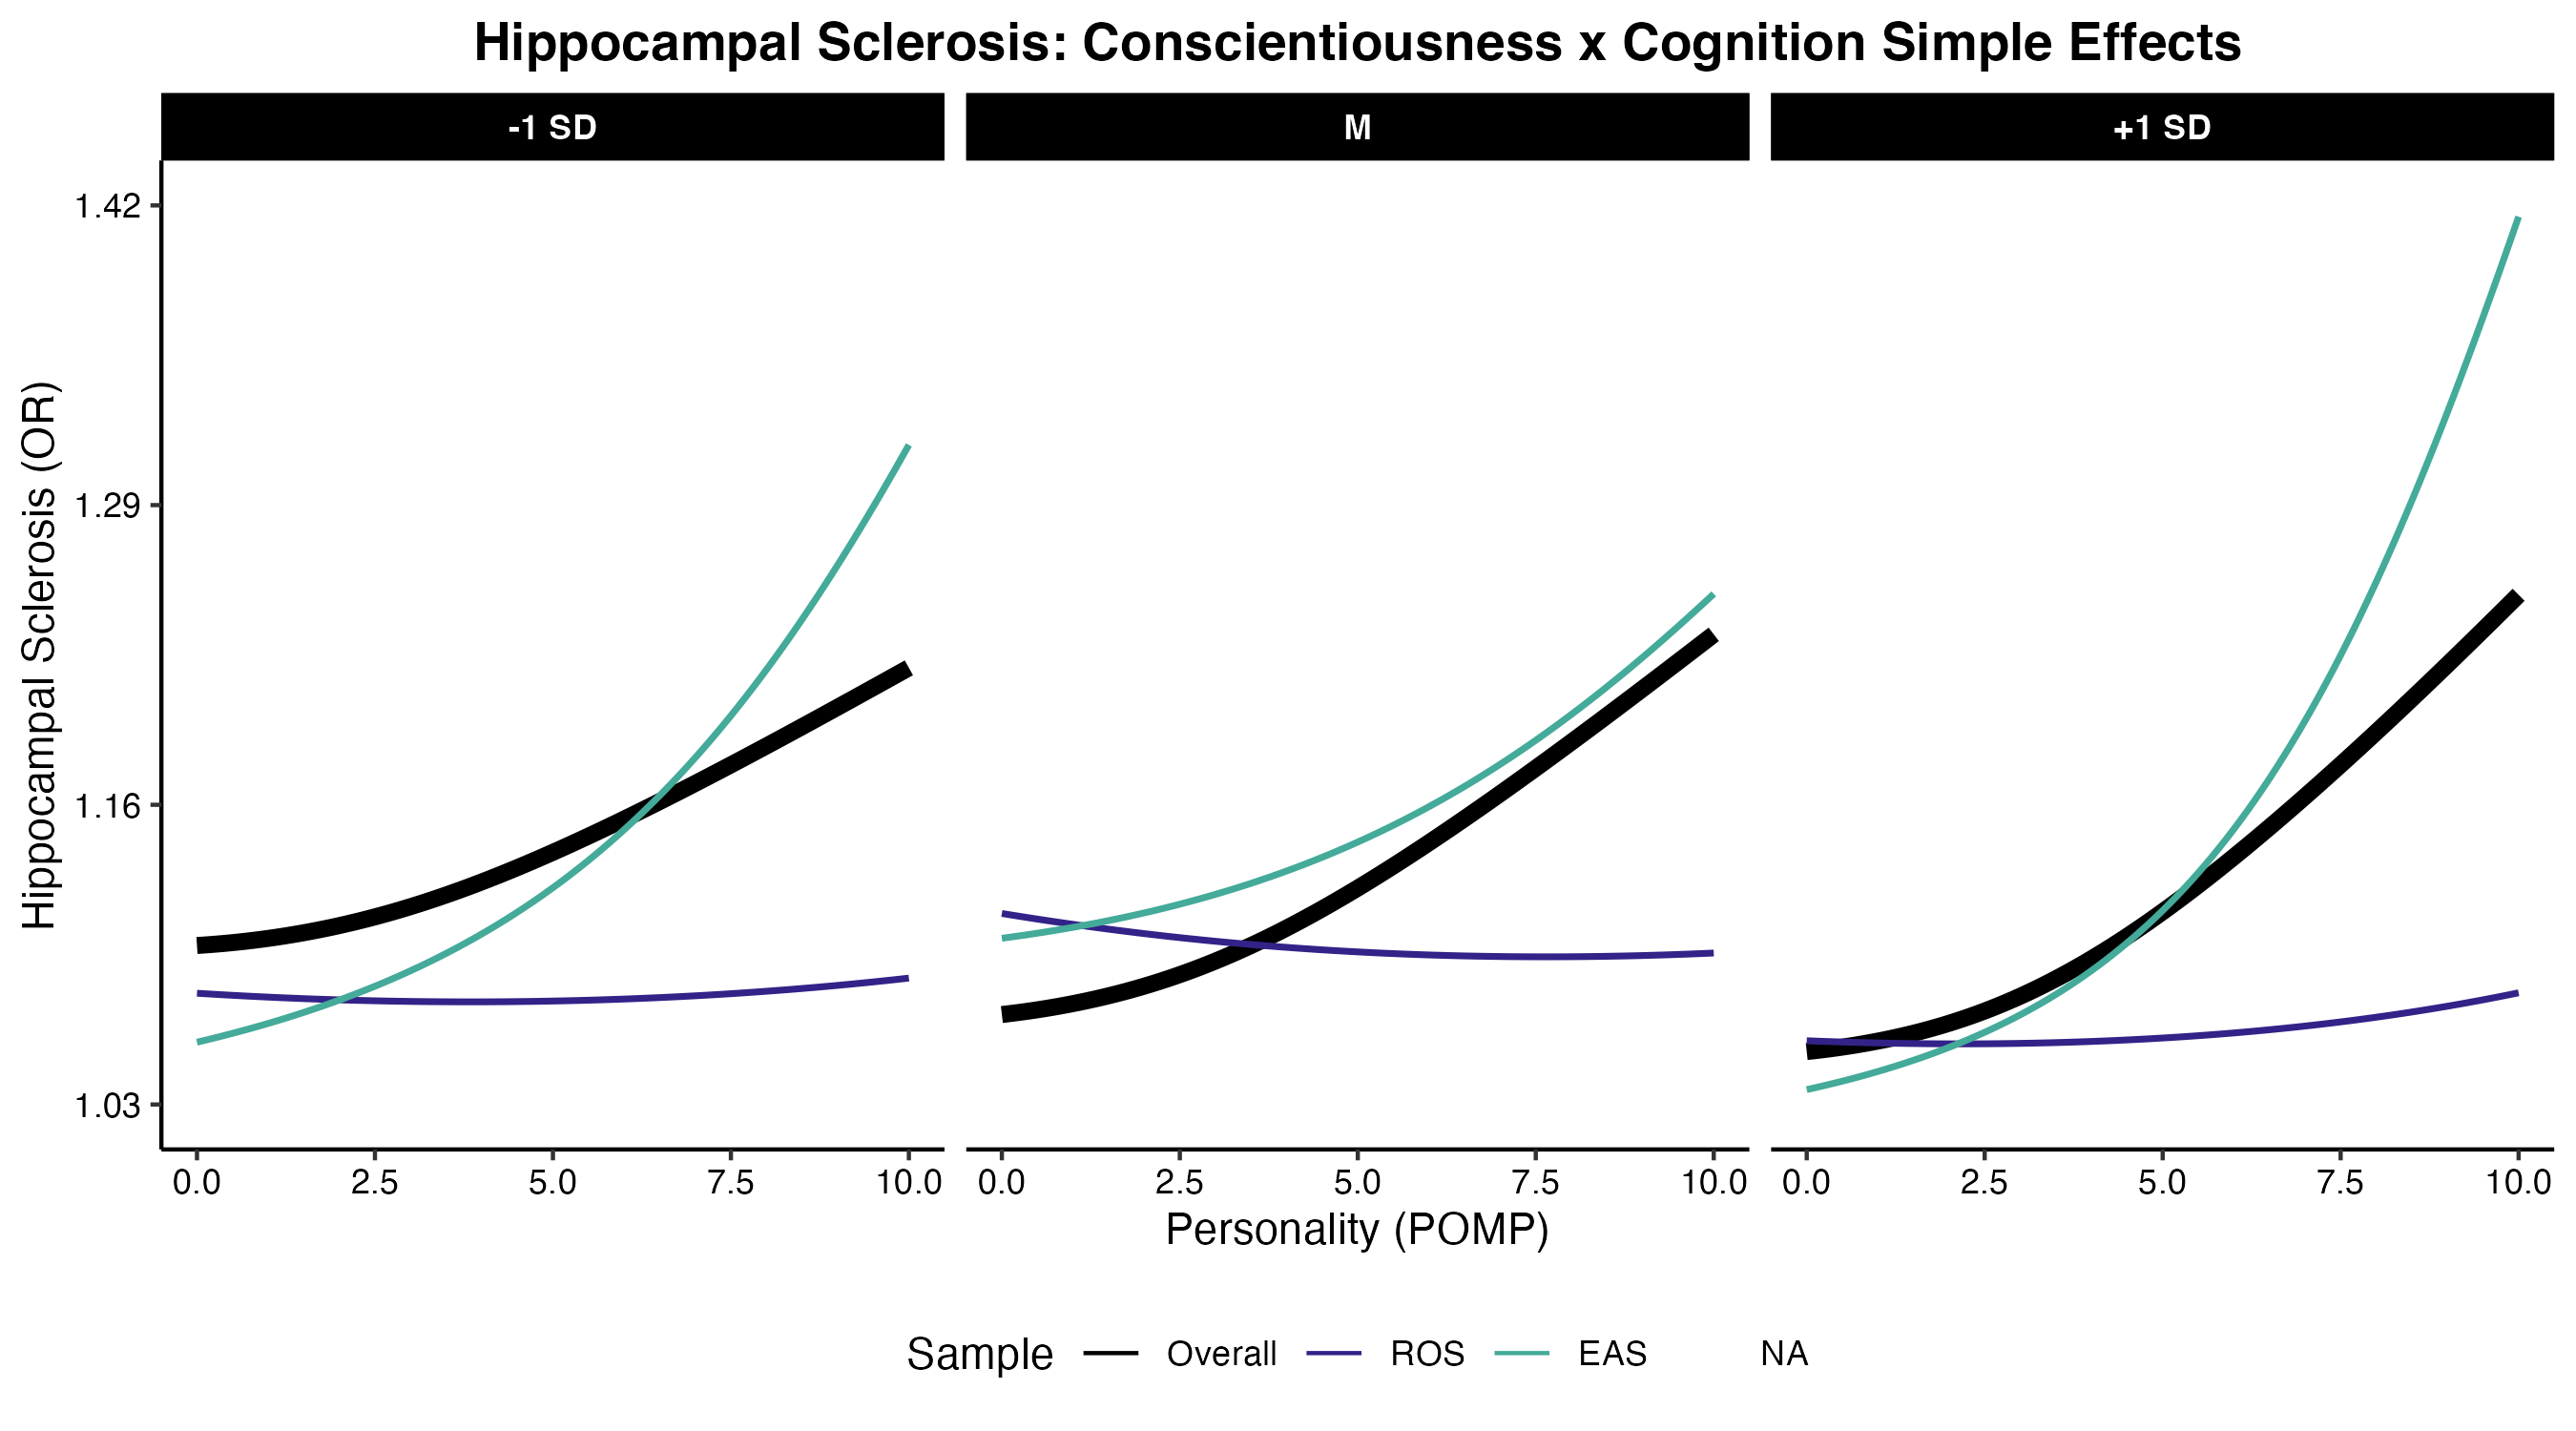 Hippocampal Sclerosis: Conscientiousness x Cognition Simple Effects
-1 SD
M
+1 SD
Hippocampal Sclerosis (OR)
1.42
1.29
1.16
1.03
0.0 2.5 5.0 7.5 10.0
0.0 2.5 5.0 7.5 10.0
0.0 2.5 5.0 7.5 10.0
Personality (POMP)
Sample Overall ROS EAS NA